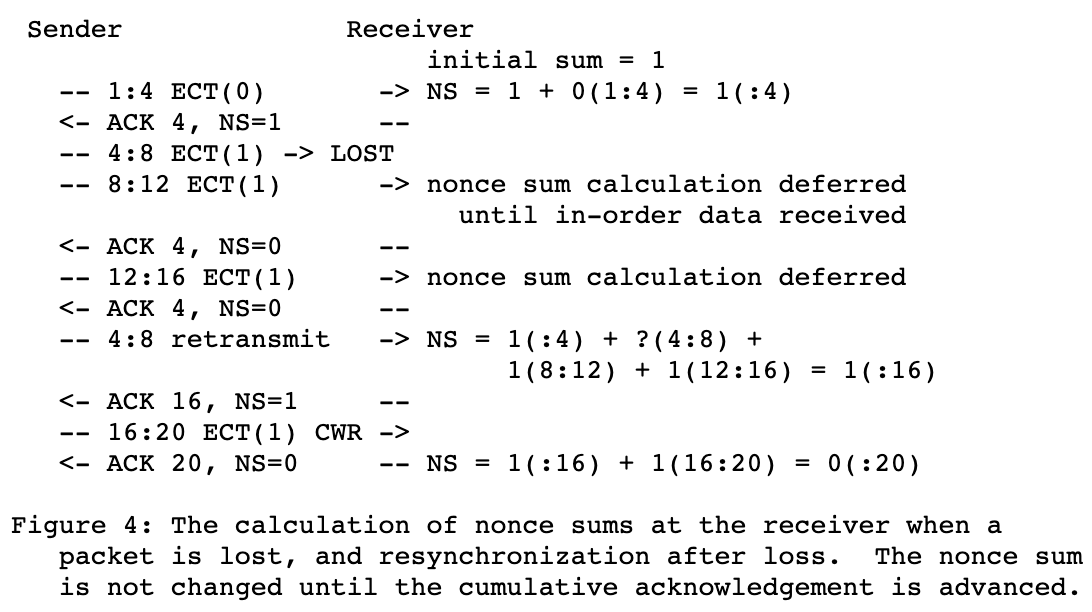 Sender Receiver
initial sum = 1
-- 1:4 ECT(0) -> NS = 1 + 0(1:4) = 1(:4)
<- ACK 4, NS=1 --
-- 4:8 ECT(1) -> LOST
-- 8:12 ECT(1) -> nonce sum calculation deferred
until in-order data received
<- ACK 4, NS=0 --
-- 12:16 ECT(1) -> nonce sum calculation deferred
<- ACK 4, NS=0 --
-- 4:8 retransmit -> NS = 1(:4) + ?(4:8) +
1(8:12) + 1(12:16) = 1(:16)
<- ACK 16, NS=1 --
-- 16:20 ECT(1) CWR ->
<- ACK 20, NS=0 -- NS = 1(:16) + 1(16:20) = 0(:20)
Figure 4: The calculation of nonce sums at the receiver when a
packet is lost, and resynchronization after loss. The nonce sum
is not changed until the cumulative acknowledgement is advanced.